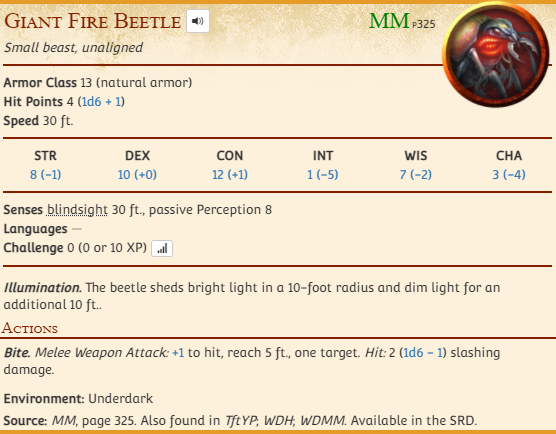 Giant Fire Beetle MM P325
Small beast, unaligned
Armor Class 13 (natural armor)
Hit Points 4 (1d6 + 1)
Speed 30 ft.
STR DEX CON INT WIS CHA
8 (−1) 10 (+0) 12 (+1) 1 (−5) 7 (−2) 3 (−4)
Senses blindsight 30 ft., passive Perception 8
Languages —
Challenge 0 (0 or 10 XP)
Illumination. The beetle sheds bright light in a 10-foot radius and dim light for an
additional 10 ft..
Actions
Bite. Melee Weapon Attack: +1 to hit, reach 5 ft., one target. Hit: 2 (1d6 − 1) slashing
damage.
Environment: Underdark
Source: MM, page 325. Also found in TftYP; WDH; WDMM. Available in the SRD.